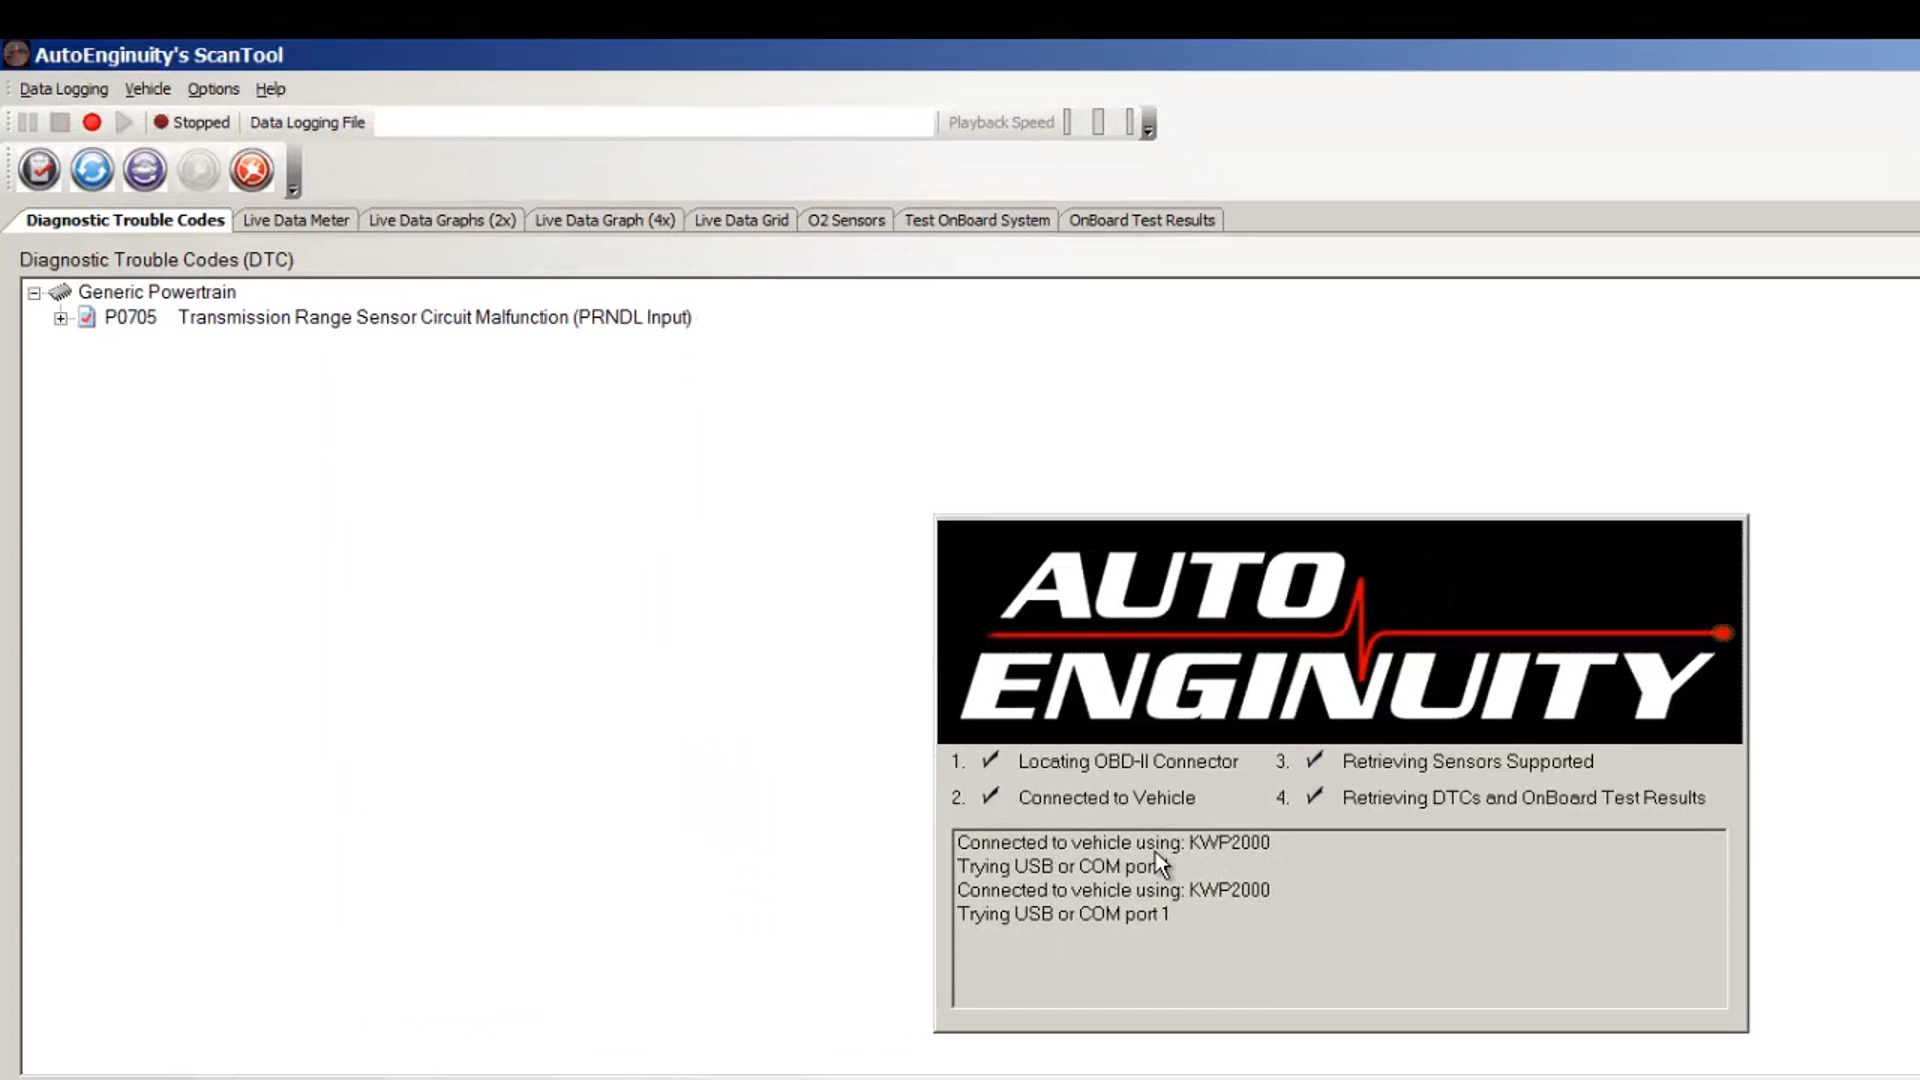 AutoEnginuity's ScanTool
Data Logging Vehicle Options Help
Stopped Data Logging File Playback Speed
Diagnostic Trouble Codes Live Data Meter Live Data Graphs (2x) Live Data Graph (4x) Live Data Grid O2 Sensors Test OnBoard System OnBoard Test Results
Diagnostic Trouble Codes (DTC)
Generic Powertrain
P0705 Transmission Range Sensor Circuit Malfunction (PRNDL Input)
AUTO
ENGINUITY
1. ✓ Locating OBD-II Connector 3. ✓ Retrieving Sensors Supported
2. ✓ Connected to Vehicle 4. ✓ Retrieving DTCs and OnBoard Test Results
Connected to vehicle using: KWP2000
Trying USB or COM port
Connected to vehicle using: KWP2000
Trying USB or COM port 1